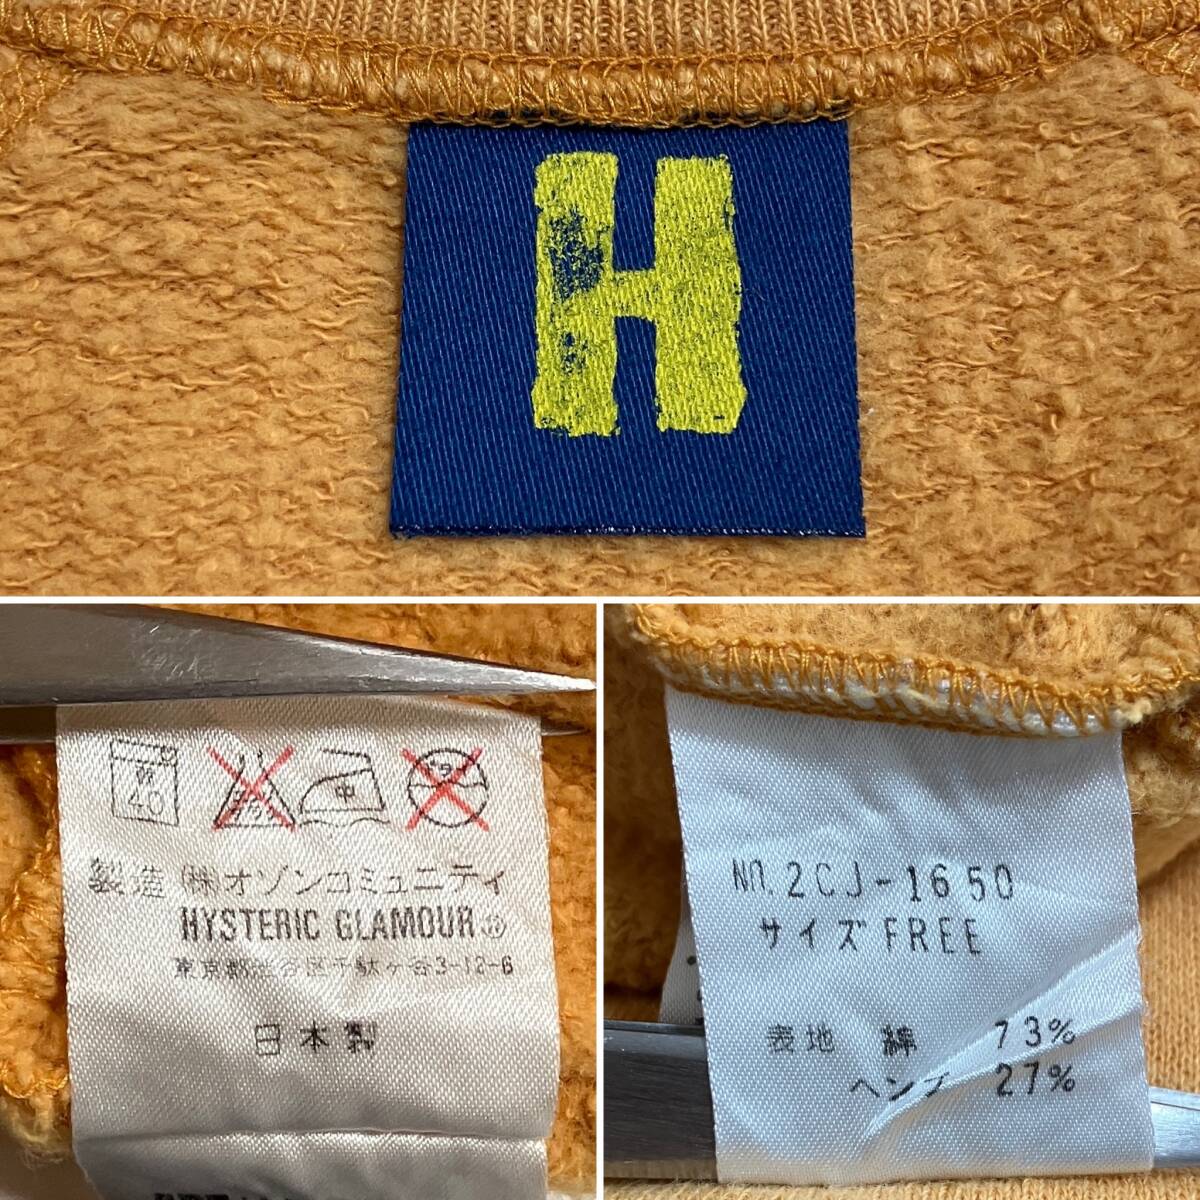 H
40
中
製造 (株)オゾンコミュニティ
HYSTERIC GLAMOUR®
東京都渋谷区千駄ヶ谷3-12-6
日本製
NO. 2CJ-1650
サイズ FREE
表地 綿 73%
ヘンプ 27%